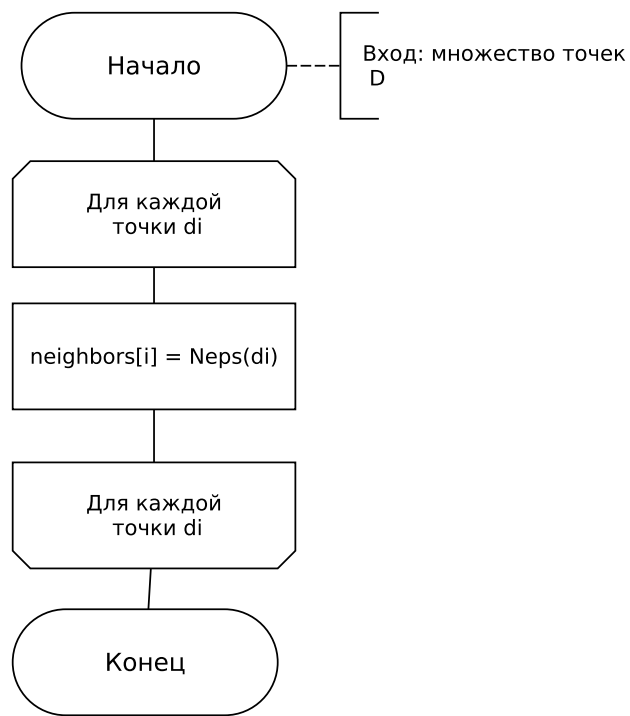 Начало
Вход: множество точек
D
Для каждой
точки di
neighbors[i] = Neps(di)
Для каждой
точки di
Конец